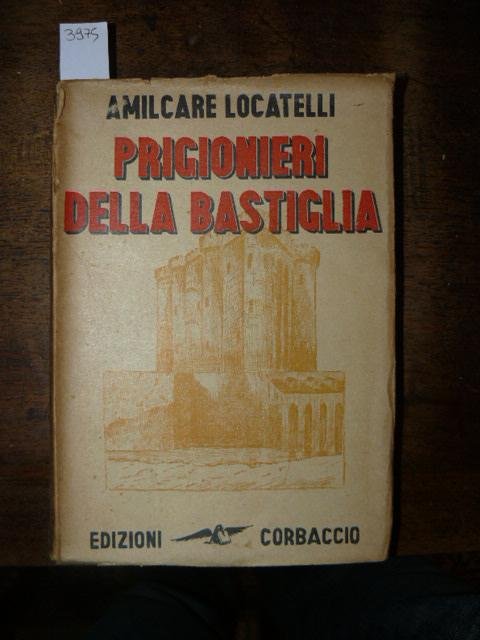 3975
AMILCARE LOCATELLI
PRIGIONIERI
DELLA BASTIGLIA
EDIZIONI CORBACCIO